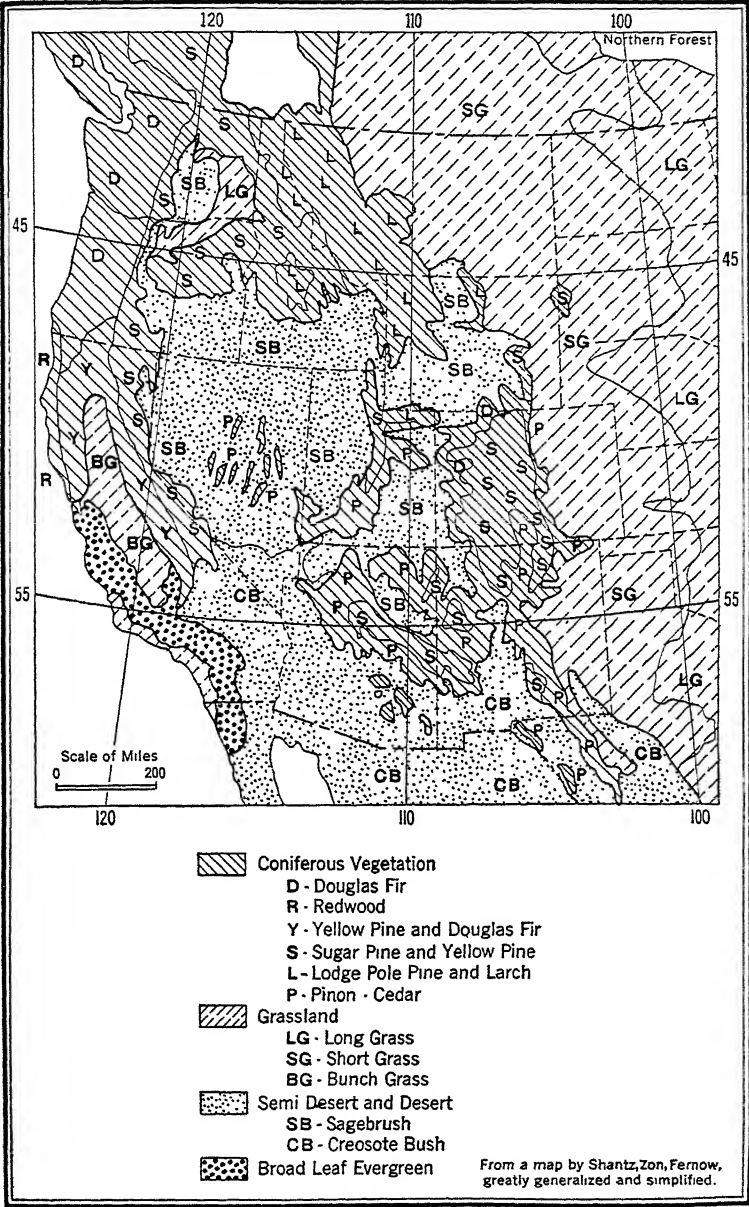 120 110 100
Northern Forest
D S
SG
D S L
L
LG
D SB LG L L
S L
45
S L L
D S S
S L
45
S L L SB
S
S SB SG
R Y S SB
S
S D P
Y S P S
BG SB P SB P D S
R Y S P P SB S S
S S P S
BG Y S P
P S
55 CB P P S S P SG 55
P SB S
S P
P S
S P LG
CB
P CB
Scale of Miles
0 200
CB CB P
120 110 100
Coniferous Vegetation
D - Douglas Fir
R - Redwood
Y - Yellow Pine and Douglas Fir
S - Sugar Pine and Yellow Pine
L - Lodge Pole Pine and Larch
P - Pinon - Cedar
Grassland
LG - Long Grass
SG - Short Grass
BG - Bunch Grass
Semi Desert and Desert
SB - Sagebrush
CB - Creosote Bush
Broad Leaf Evergreen
From a map by Shantz, Zon, Fernow,
greatly generalized and simplified.